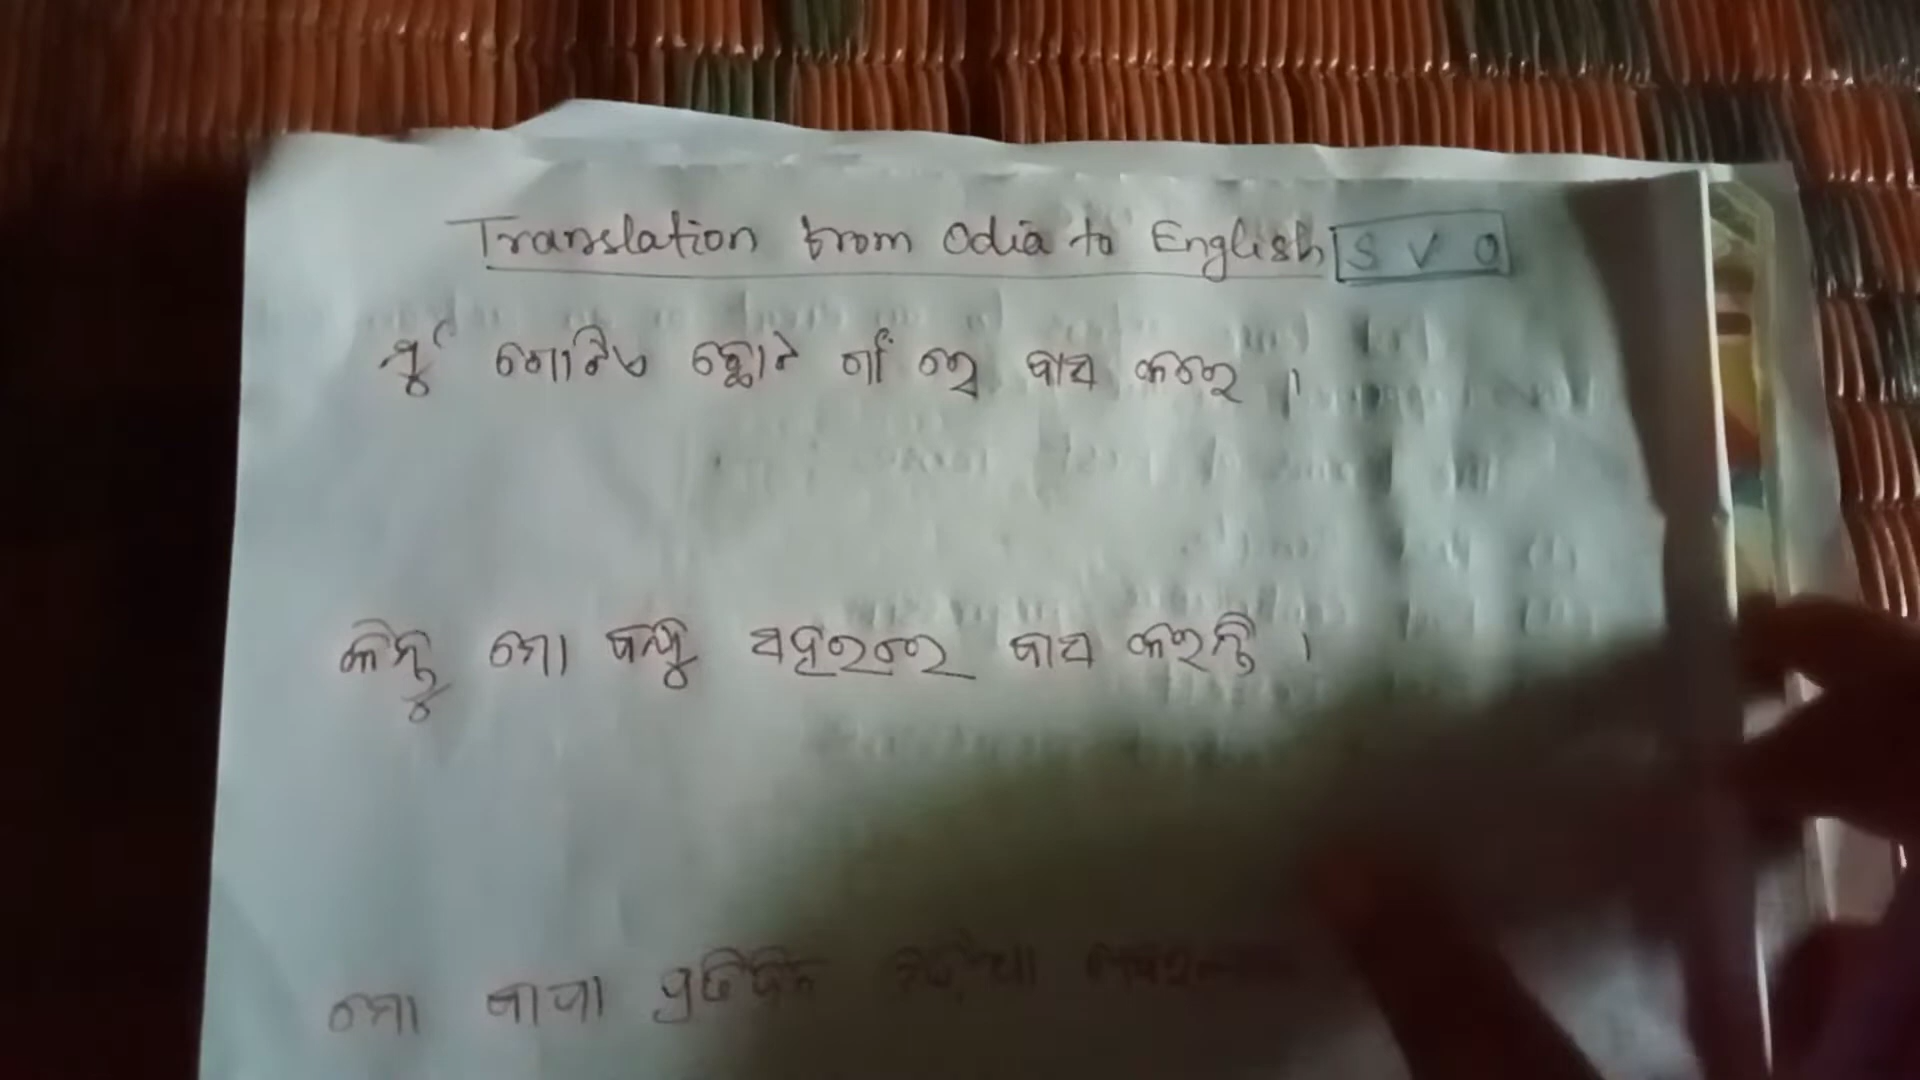 Translation from Odia to English S V O
ମୁଁ ଗୋଟିଏ ଛୋଟ ଗାଁ ରେ ବାସ କରେ ।
କିନ୍ତୁ ମୋ ବନ୍ଧୁ ସହରରେ ବାସ କରନ୍ତି ।
ମୋ ବାପା ପ୍ରତିଦିନ